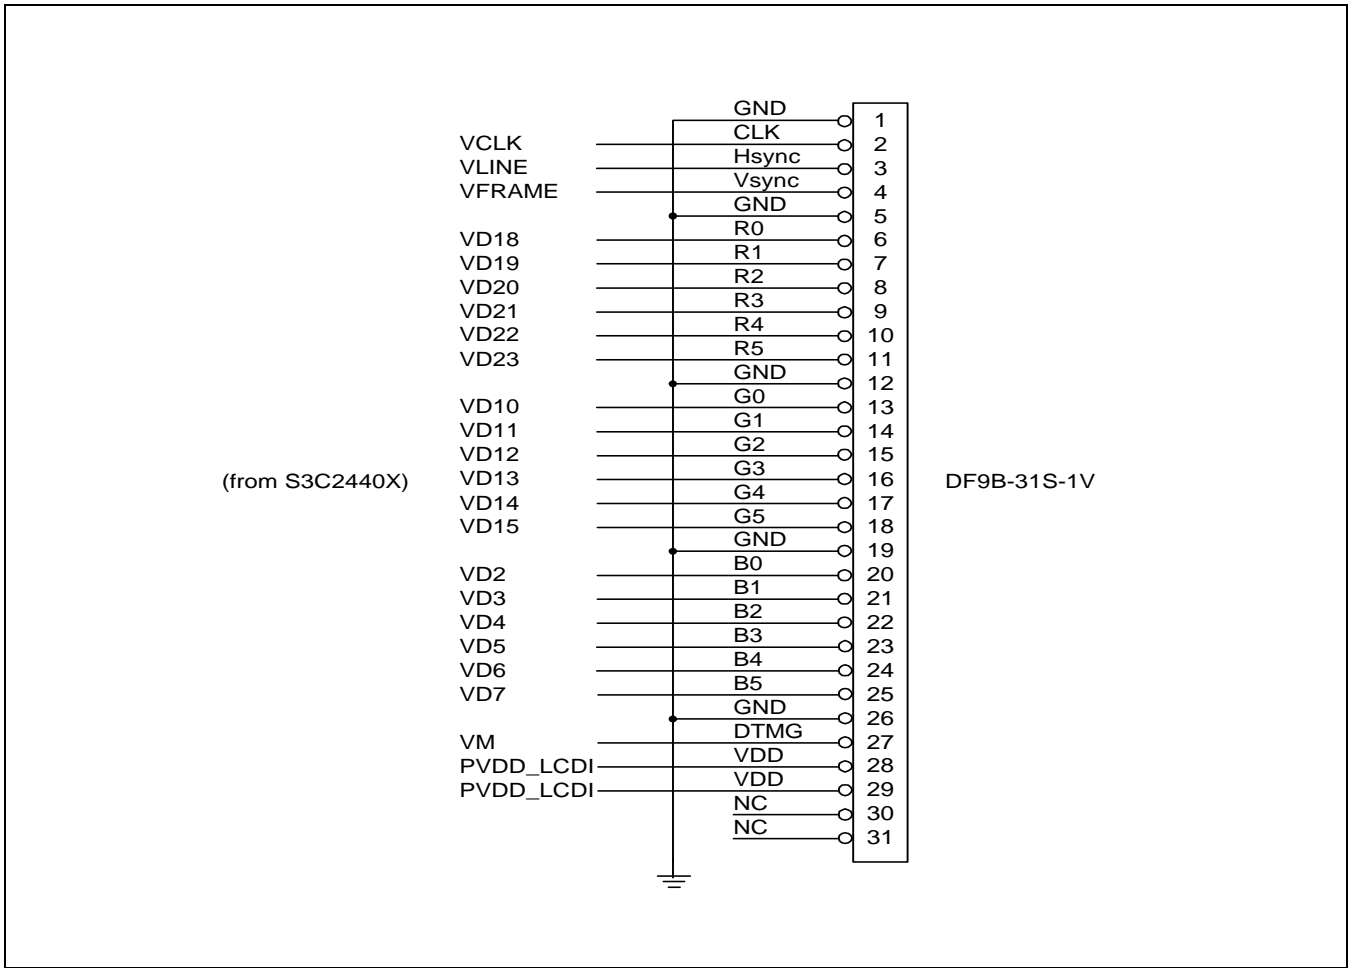 GND 1
VCLK CLK 2
VLINE Hsync 3
VFRAME Vsync 4
GND 5
VD18 R0 6
VD19 R1 7
VD20 R2 8
VD21 R3 9
VD22 R4 10
VD23 R5 11
GND 12
VD10 G0 13
VD11 G1 14
VD12 G2 15
(from S3C2440X) VD13 G3 16 DF9B-31S-1V
VD14 G4 17
VD15 G5 18
GND 19
VD2 B0 20
VD3 B1 21
VD4 B2 22
VD5 B3 23
VD6 B4 24
VD7 B5 25
GND 26
VM DTMG 27
PVDD_LCDI VDD 28
PVDD_LCDI VDD 29
NC 30
NC 31